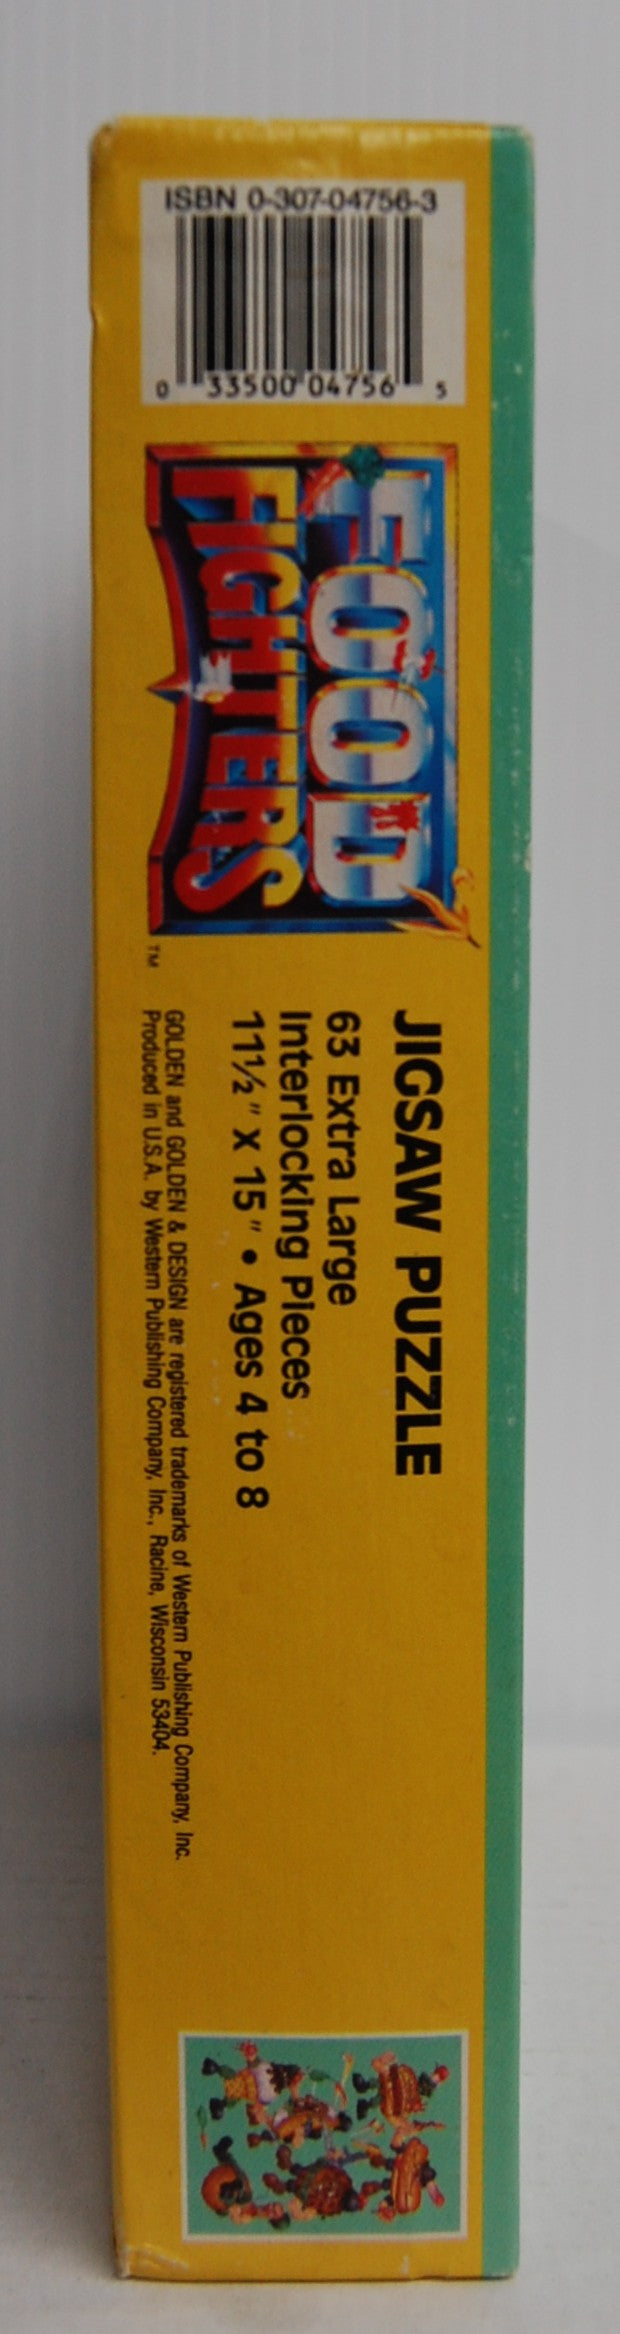 ISBN 0-307-04756-3
0 33500 04756 5
FOOD
FIGHTERS
TM
JIGSAW PUZZLE
63 Extra Large
Interlocking Pieces
11½" x 15" • Ages 4 to 8
GOLDEN and GOLDEN & DESIGN are registered trademarks of Western Publishing Company, Inc.
Produced in U.S.A. by Western Publishing Company, Inc., Racine, Wisconsin 53404.